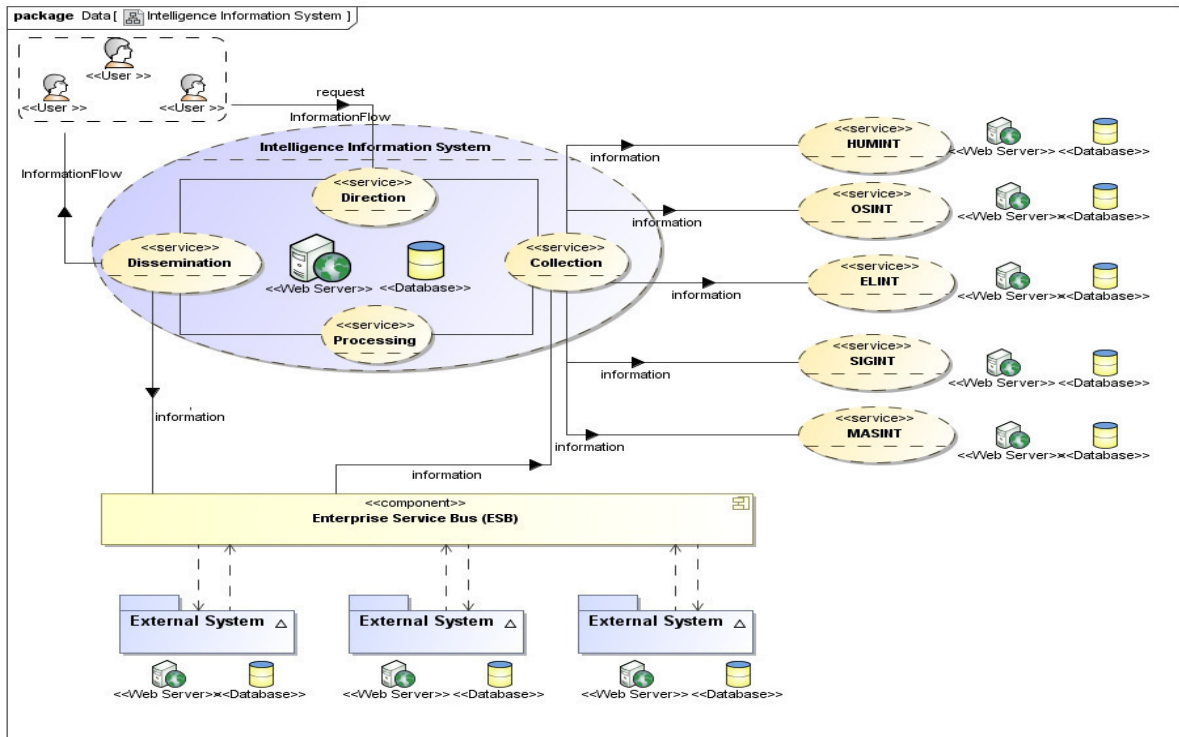 package Data [ Intelligence Information System ]
<<User >>
<<User >>
<<User >>
request
InformationFlow
InformationFlow
Intelligence Information System
<<service>>
Direction
<<service>>
Dissemination
<<Web Server>>
<<Database>>
<<service>>
Collection
<<service>>
Processing
information
<<service>>
HUMINT
<<Web Server>>
<<Database>>
information
<<service>>
OSINT
<<Web Server>>
<<Database>>
information
<<service>>
ELINT
<<Web Server>>
<<Database>>
information
<<service>>
SIGINT
<<Web Server>>
<<Database>>
information
<<service>>
MASINT
<<Web Server>>
<<Database>>
information
information
<<component>>
Enterprise Service Bus (ESB)
External System
External System
External System
<<Web Server>>
<<Database>>
<<Web Server>>
<<Database>>
<<Web Server>>
<<Database>>